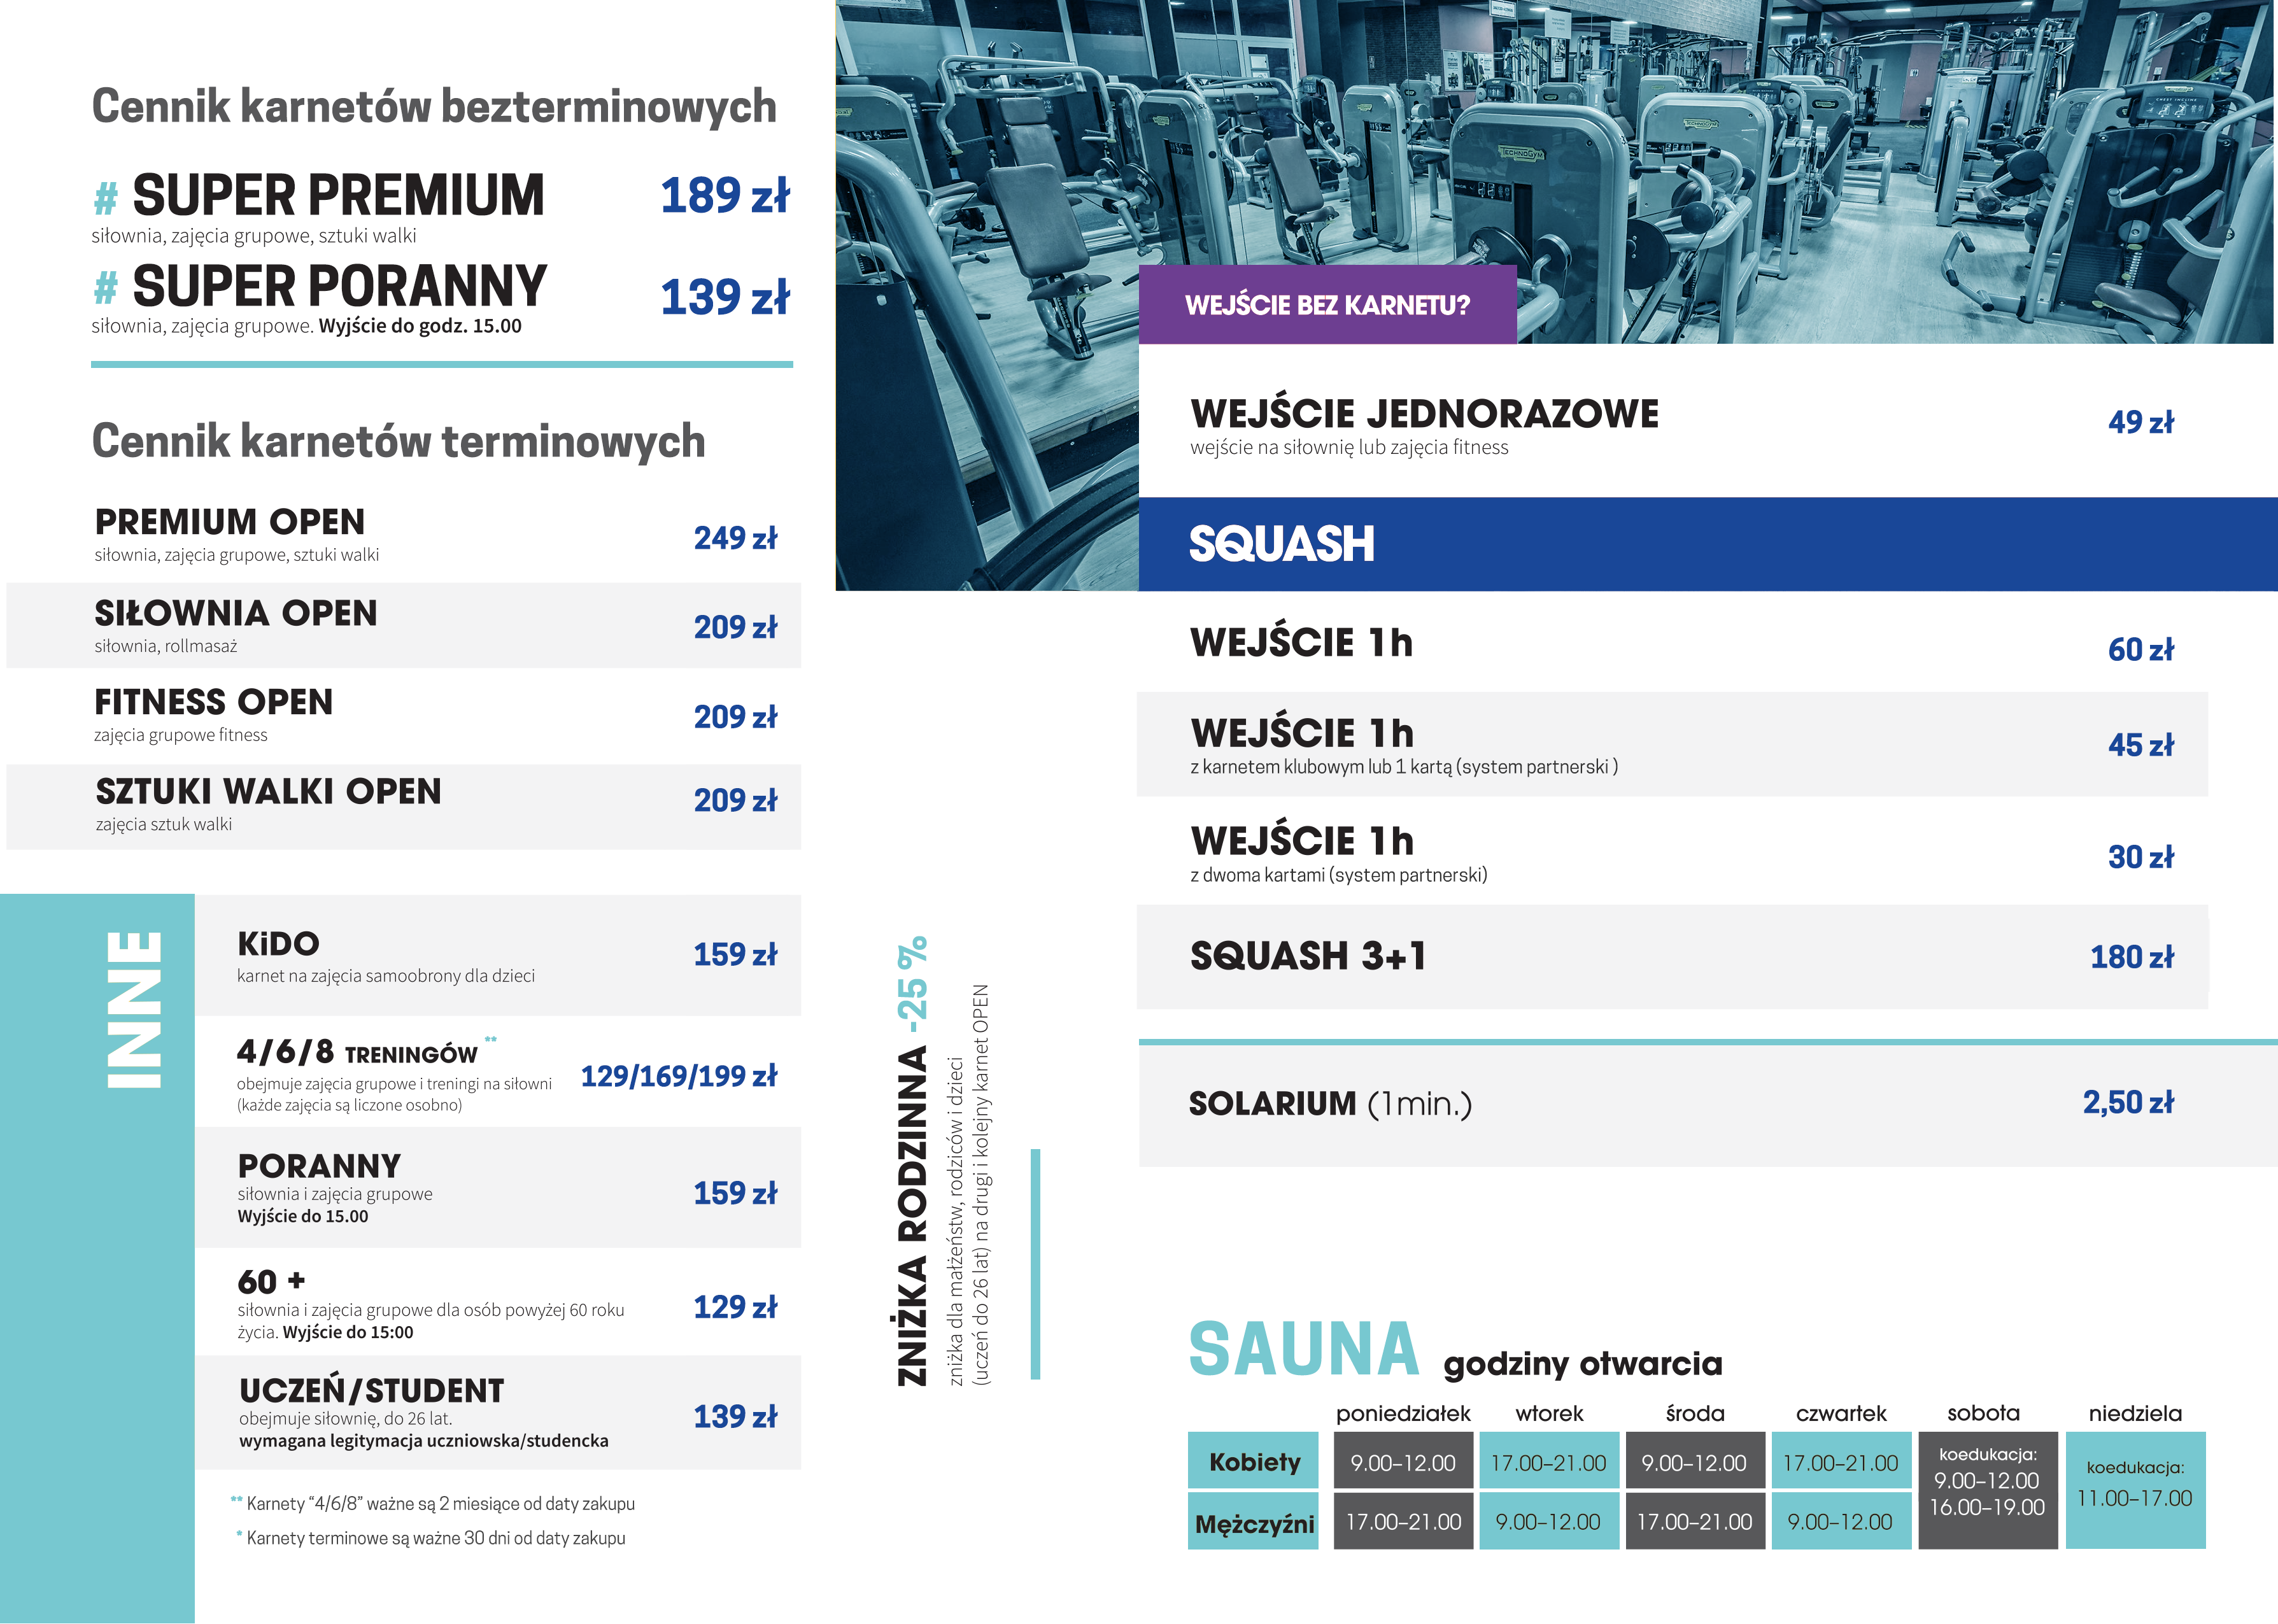 Cennik karnetów bezterminowych
# SUPER PREMIUM 189 zł
siłownia, zajęcia grupowe, sztuki walki
# SUPER PORANNY 139 zł
siłownia, zajęcia grupowe. Wyjście do godz. 15.00
Cennik karnetów terminowych
PREMIUM OPEN 249 zł
siłownia, zajęcia grupowe, sztuki walki
SIŁOWNIA OPEN 209 zł
siłownia, rollmasaż
FITNESS OPEN 209 zł
zajęcia grupowe fitness
SZTUKI WALKI OPEN 209 zł
zajęcia sztuk walki
INNE
KiDO 159 zł
karnet na zajęcia samoobrony dla dzieci
4/6/8 TRENINGÓW ** 129/169/199 zł
obejmuje zajęcia grupowe i treningi na siłowni
(każde zajęcia są liczone osobno)
PORANNY 159 zł
siłownia i zajęcia grupowe
Wyjście do 15.00
60 + 129 zł
siłownia i zajęcia grupowe dla osób powyżej 60 roku
życia. Wyjście do 15:00
UCZEŃ/STUDENT 139 zł
obejmuje siłownię, do 26 lat.
wymagana legitymacja uczniowska/studencka
** Karnety “4/6/8” ważne są 2 miesiące od daty zakupu
* Karnety terminowe są ważne 30 dni od daty zakupu
ZNIŻKA RODZINNA -25 %
zniżka dla małżeństw, rodziców i dzieci
(uczeń do 26 lat) na drugi i kolejny karnet OPEN
TECHNOGYM
WEJŚCIE BEZ KARNETU?
WEJŚCIE JEDNORAZOWE 49 zł
wejście na siłownię lub zajęcia fitness
SQUASH
WEJŚCIE 1h 60 zł
WEJŚCIE 1h 45 zł
z karnetem klubowym lub 1 kartą (system partnerski )
WEJŚCIE 1h 30 zł
z dwoma kartami (system partnerski)
SQUASH 3+1 180 zł
SOLARIUM (1min.) 2,50 zł
SAUNA godziny otwarcia
poniedziałek wtorek środa czwartek sobota niedziela
Kobiety 9.00–12.00 17.00–21.00 9.00–12.00 17.00–21.00
Mężczyźni 17.00–21.00 9.00–12.00 17.00–21.00 9.00–12.00
koedukacja:
9.00–12.00
16.00–19.00
koedukacja:
11.00–17.00